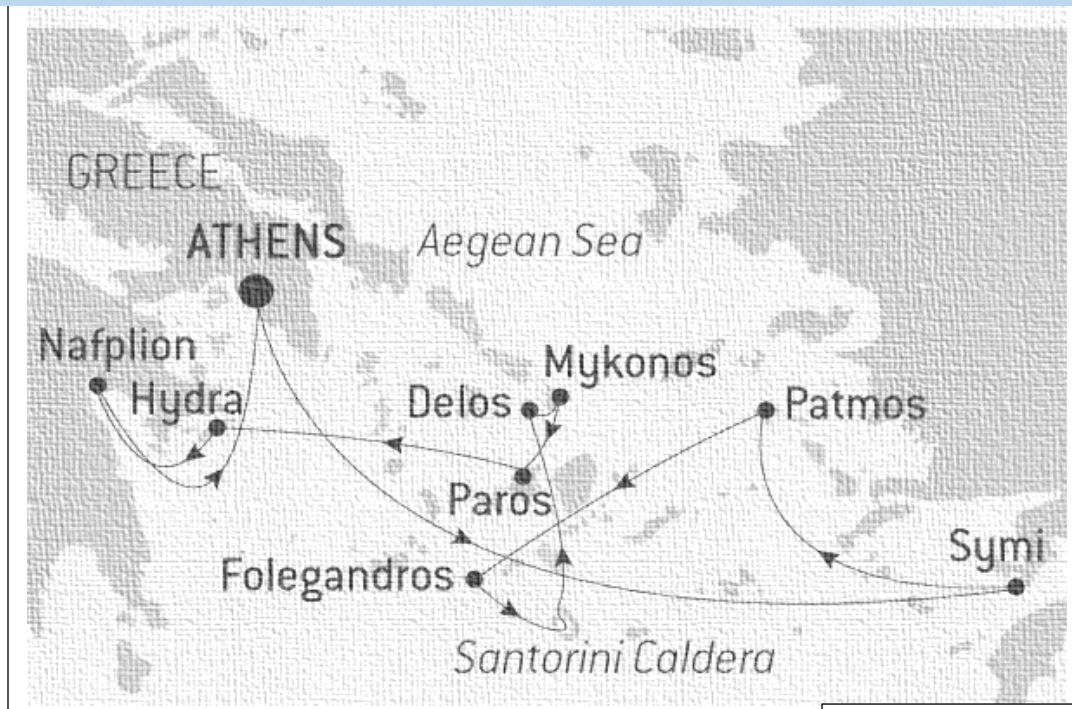 GREECE
ATHENS
Aegean Sea
Nafplion
Mykonos
Hydra
Delos
Patmos
Paros
Symi
Folegandros
Santorini Caldera